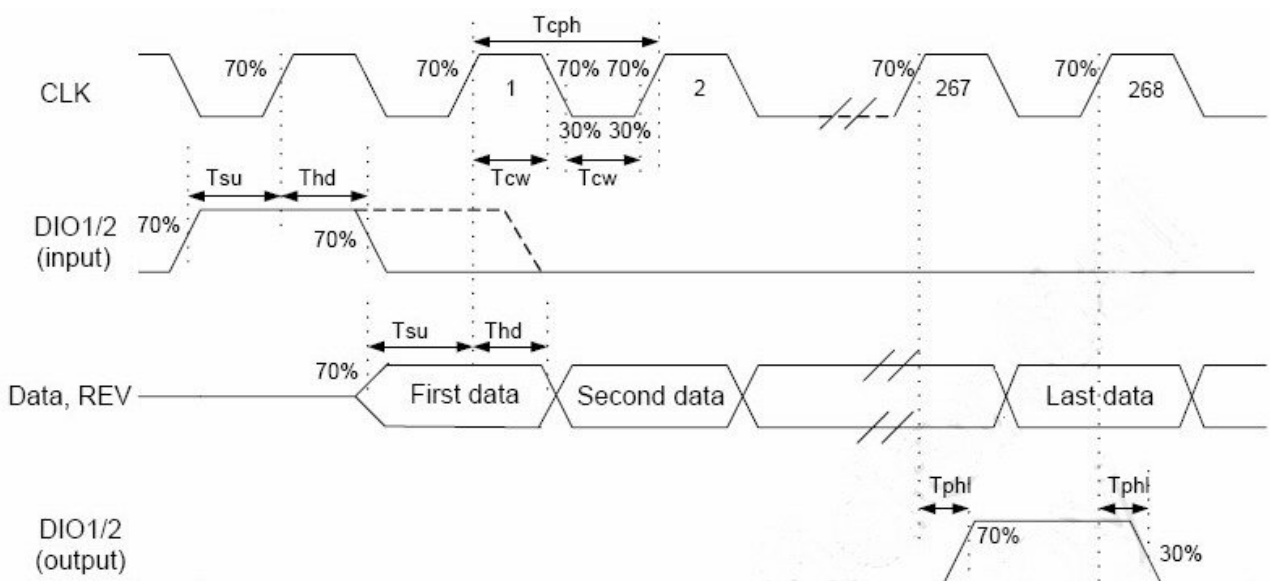 Tcph
70% 70% 70% 70% 70% 70%
CLK 1 2 267 268
30% 30%
Tsu Thd Tcw Tcw
DIO1/2 70%
(input) 70%
Tsu Thd
70%
Data, REV First data Second data Last data
Tphl Tphl
DIO1/2
(output) 70% 30%